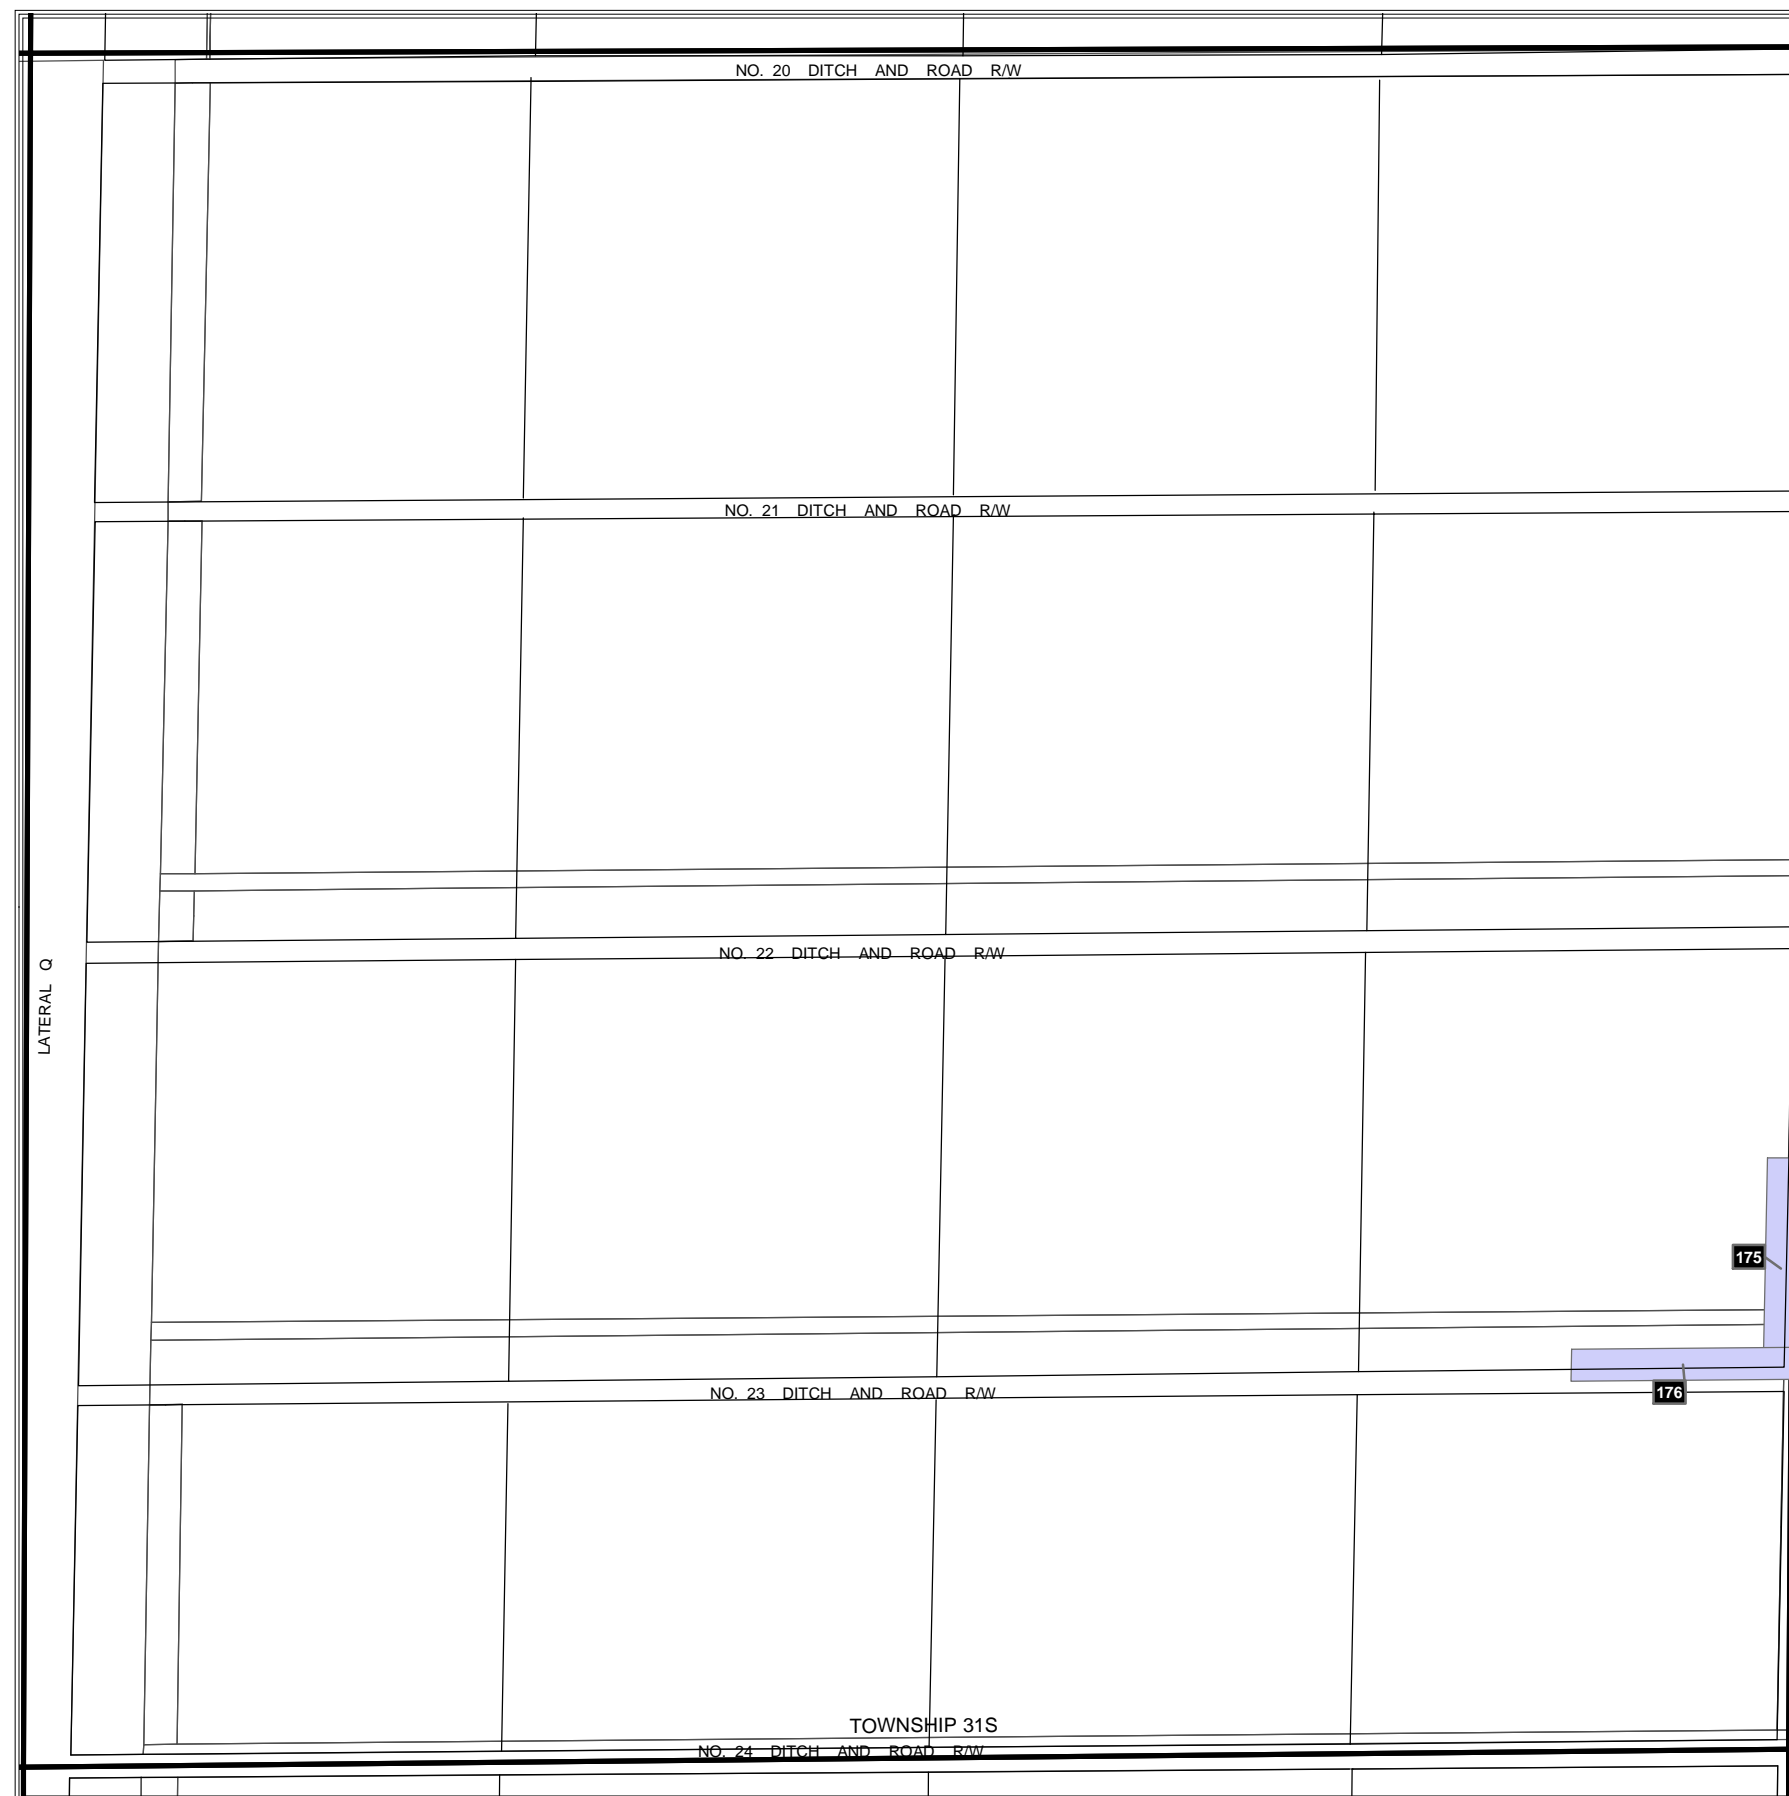 NO. 20 DITCH AND ROAD R/W
NO. 21 DITCH AND ROAD R/W
NO. 22 DITCH AND ROAD R/W
LATERAL Q
175
NO. 23 DITCH AND ROAD R/W
176
TOWNSHIP 31S
NO. 24 DITCH AND ROAD R/W